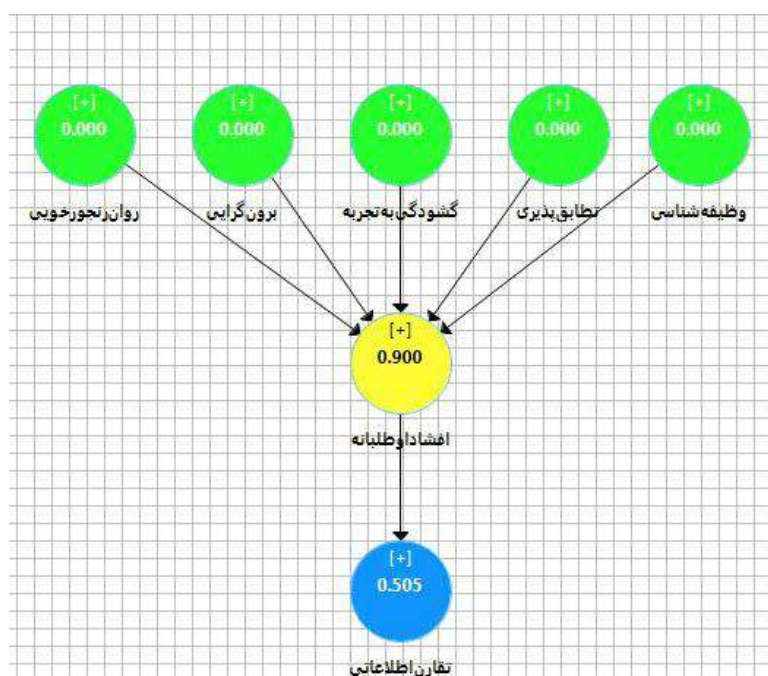 [+] [+] [+] [+] [+]
0.000 0.000 0.000 0.000 0.000
وظیفه‌شناسی تطابق‌پذیری گشودگی‌به‌تجربه برون‌گرایی روان‌رنجورخویی
[+]
0.900
افشاداوطلبانه
[+]
0.505
تقارن‌اطلاعاتی